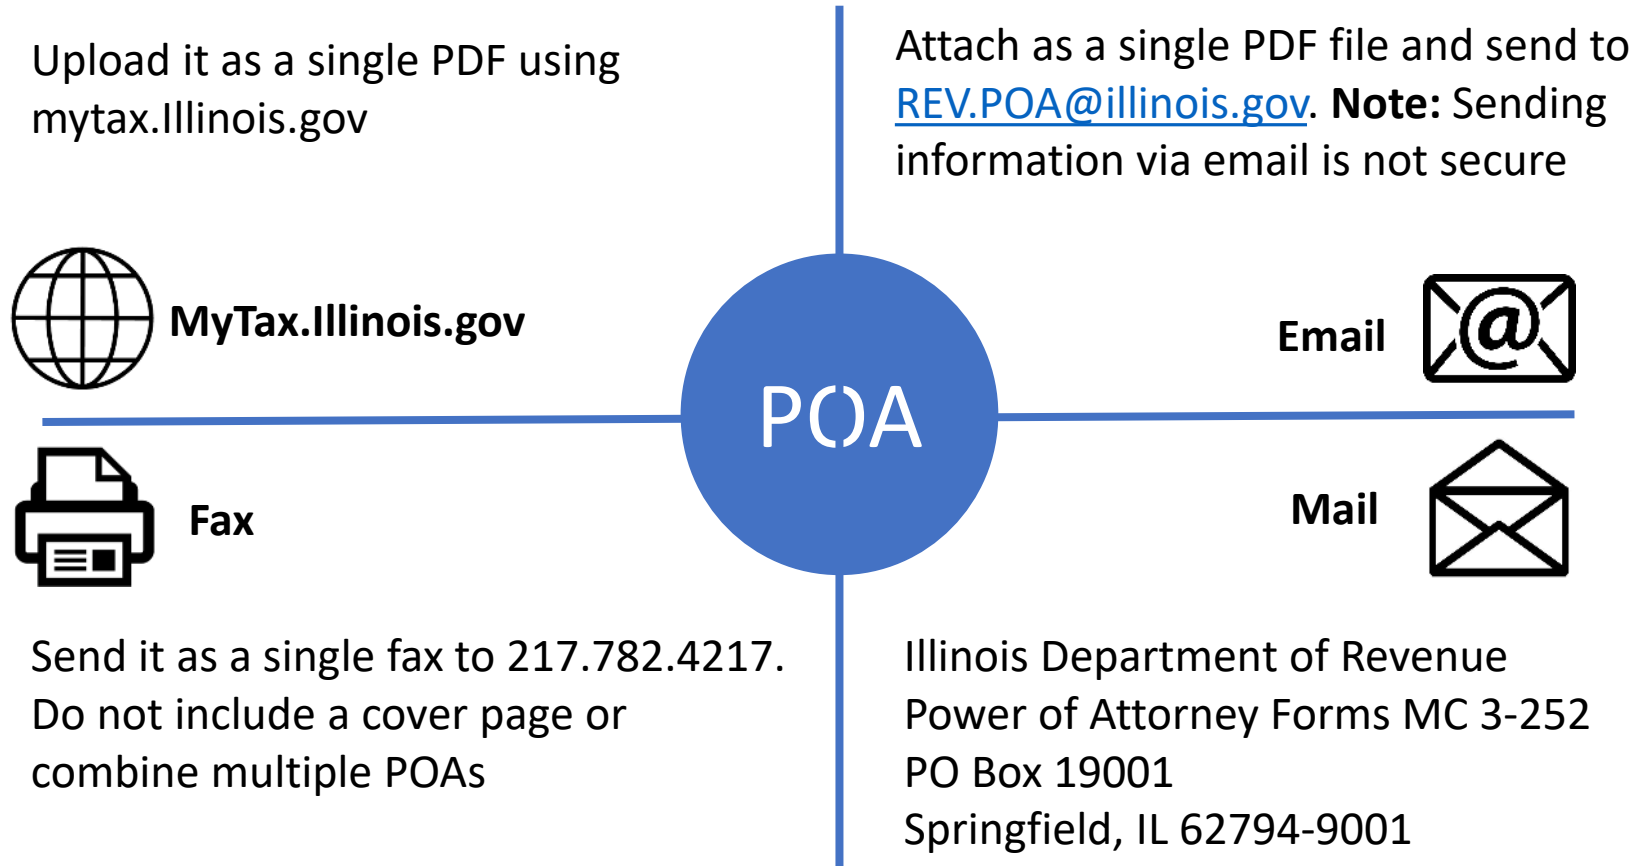 Upload it as a single PDF using
mytax.Illinois.gov
MyTax.Illinois.gov
Attach as a single PDF file and send to
REV.POA@illinois.gov. Note: Sending
information via email is not secure
Email
POA
Fax
Send it as a single fax to 217.782.4217.
Do not include a cover page or
combine multiple POAs
Mail
Illinois Department of Revenue
Power of Attorney Forms MC 3-252
PO Box 19001
Springfield, IL 62794-9001